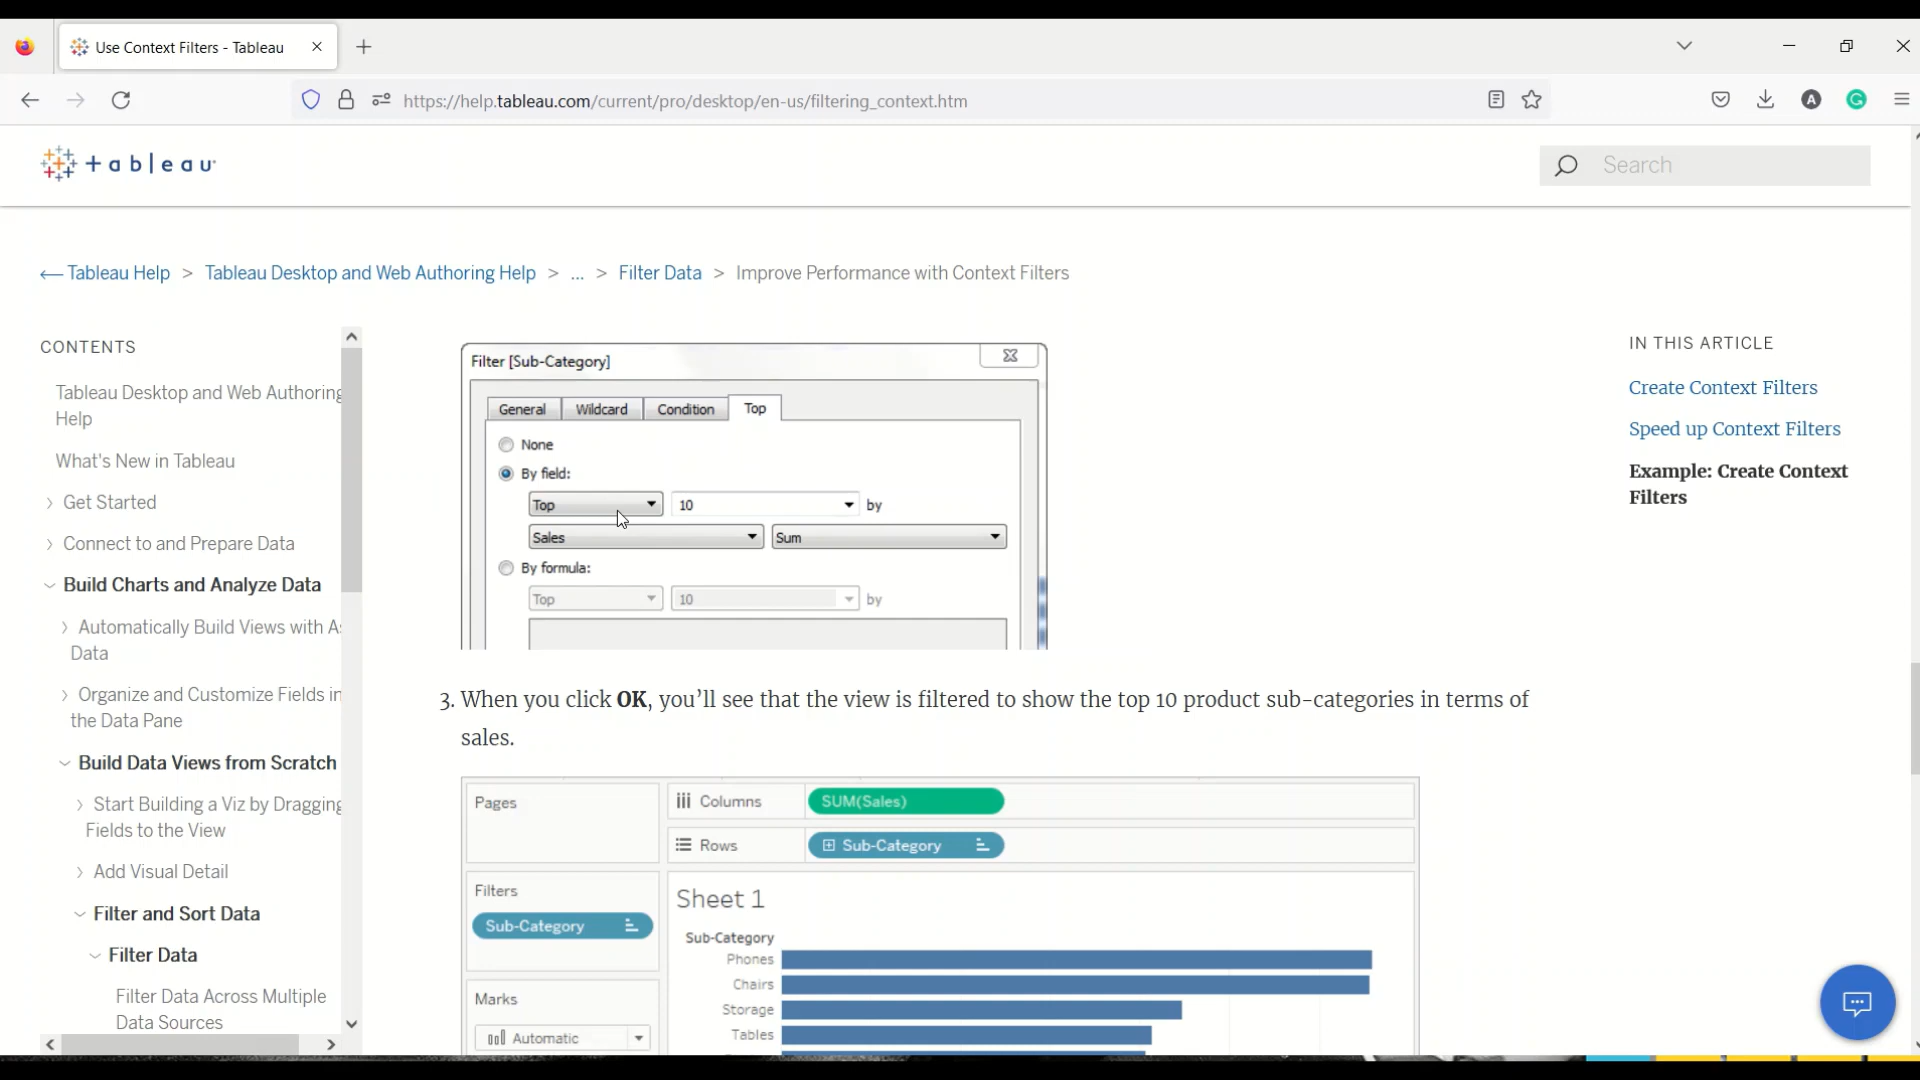 Use Context Filters - Tableau
https://help.tableau.com/current/pro/desktop/en-us/filtering_context.htm
A
G
+ableau
Search
Tableau Help > Tableau Desktop and Web Authoring Help > ... > Filter Data > Improve Performance with Context Filters
CONTENTS
Tableau Desktop and Web Authoring
Help
What's New in Tableau
Get Started
Connect to and Prepare Data
Build Charts and Analyze Data
Automatically Build Views with As
Data
Organize and Customize Fields in
the Data Pane
Build Data Views from Scratch
Start Building a Viz by Dragging
Fields to the View
Add Visual Detail
Filter and Sort Data
Filter Data
Filter Data Across Multiple
Data Sources
Filter [Sub-Category]
General Wildcard Condition Top
None
By field:
Top 10 by
Sales Sum
By formula:
Top 10 by
3. When you click OK, you’ll see that the view is filtered to show the top 10 product sub-categories in terms of
sales.
Pages
Columns SUM(Sales)
Rows Sub-Category
Filters
Sub-Category
Marks
Automatic
Sheet 1
Sub-Category
Phones
Chairs
Storage
Tables
IN THIS ARTICLE
Create Context Filters
Speed up Context Filters
Example: Create Context
Filters